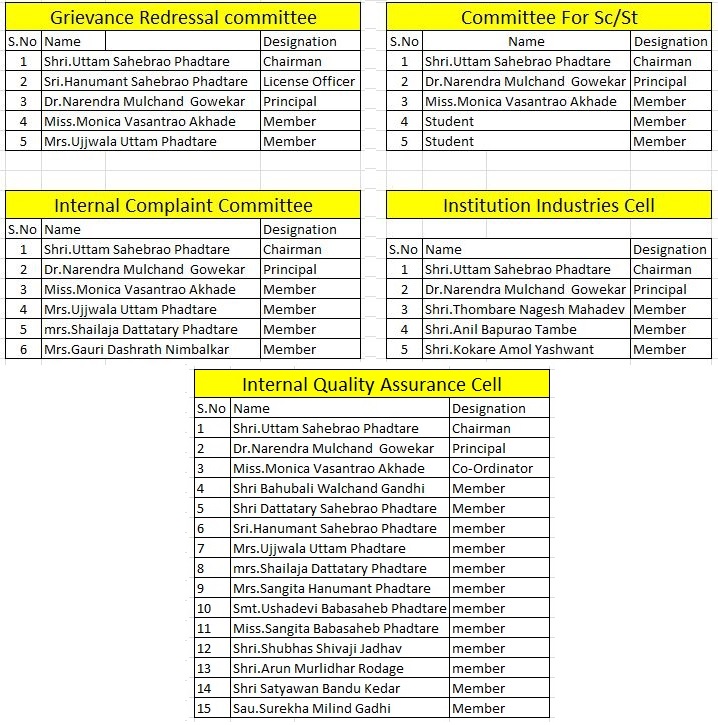 Grievance Redressal committee
S.No Name Designation
1 Shri.Uttam Sahebrao Phadtare Chairman
2 Sri.Hanumant Sahebrao Phadtare License Officer
3 Dr.Narendra Mulchand Gowekar Principal
4 Miss.Monica Vasantrao Akhade Member
5 Mrs.Ujjwala Uttam Phadtare Member
Committee For Sc/St
S.No Name Designation
1 Shri.Uttam Sahebrao Phadtare Chairman
2 Dr.Narendra Mulchand Gowekar Principal
3 Miss.Monica Vasantrao Akhade Member
4 Student Member
5 Student Member
Internal Complaint Committee
S.No Name Designation
1 Shri.Uttam Sahebrao Phadtare Chairman
2 Dr.Narendra Mulchand Gowekar Principal
3 Miss.Monica Vasantrao Akhade Member
4 Mrs.Ujjwala Uttam Phadtare Member
5 mrs.Shailaja Dattatary Phadtare Member
6 Mrs.Gauri Dashrath Nimbalkar Member
Institution Industries Cell
S.No Name Designation
1 Shri.Uttam Sahebrao Phadtare Chairman
2 Dr.Narendra Mulchand Gowekar Principal
3 Shri.Thombare Nagesh Mahadev Member
4 Shri.Anil Bapurao Tambe Member
5 Shri.Kokare Amol Yashwant Member
Internal Quality Assurance Cell
S.No Name Designation
1 Shri.Uttam Sahebrao Phadtare Chairman
2 Dr.Narendra Mulchand Gowekar Principal
3 Miss.Monica Vasantrao Akhade Co-Ordinator
4 Shri Bahubali Walchand Gandhi Member
5 Shri Dattatary Sahebrao Phadtare Member
6 Sri.Hanumant Sahebrao Phadtare member
7 Mrs.Ujjwala Uttam Phadtare member
8 mrs.Shailaja Dattatary Phadtare member
9 Mrs.Sangita Hanumant Phadtare member
10 Smt.Ushadevi Babasaheb Phadtare member
11 Miss.Sangita Babasaheb Phadtare member
12 Shri.Shubhas Shivaji Jadhav member
13 Shri.Arun Murlidhar Rodage member
14 Shri Satyawan Bandu Kedar Member
15 Sau.Surekha Milind Gadhi Member